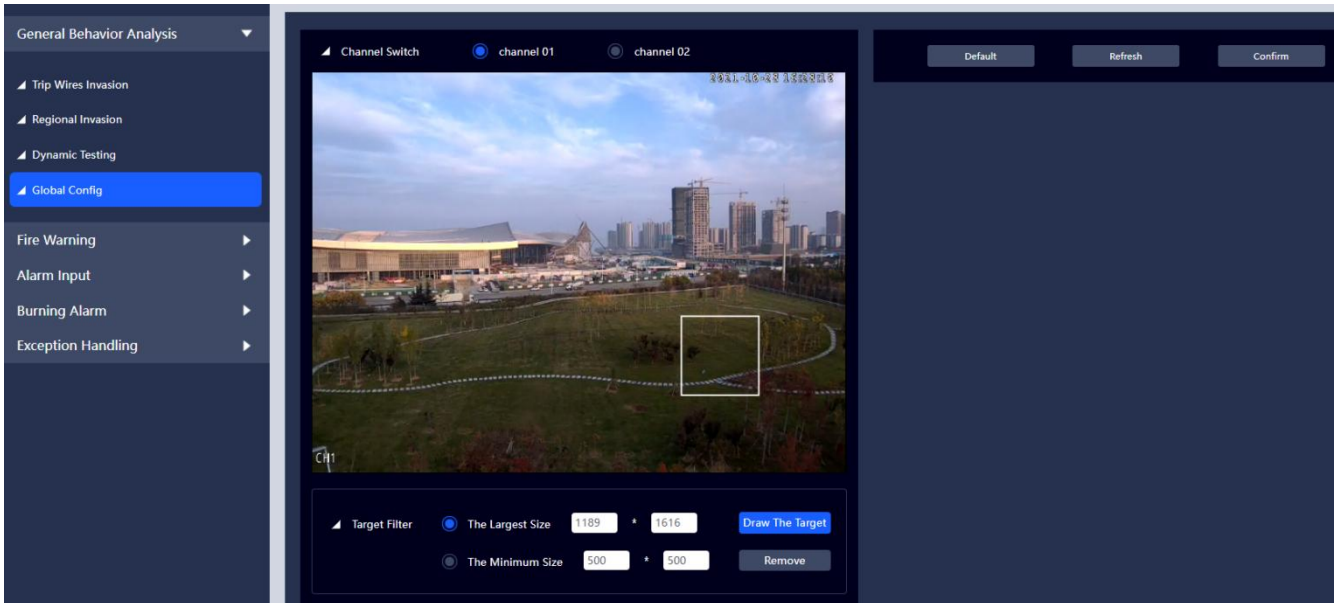 General Behavior Analysis
Trip Wires Invasion
Regional Invasion
Dynamic Testing
Global Config
Fire Warning
Alarm Input
Burning Alarm
Exception Handling
Channel Switch channel 01 channel 02
CH1
Target Filter The Largest Size 1189 * 1616 Draw The Target
The Minimum Size 500 * 500 Remove
Default Refresh Confirm